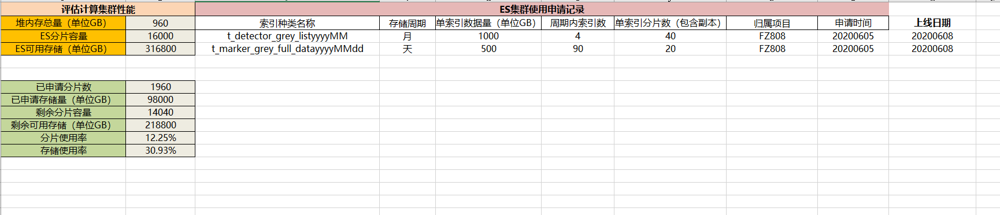 评估计算集群性能 ES集群使用申请记录
堆内存总量（单位GB） 960 索引种类名称 存储周期 单索引数据量（单位GB） 周期内索引数 单索引分片数（包含副本） 归属项目 申请时间 上线日期
ES分片容量 16000 t_detector_grey_listyyyyMM 月 1000 4 40 FZ808 20200605 20200608
ES可用存储（单位GB） 316800 t_marker_grey_full_datayyyyMMdd 天 500 90 20 FZ808 20200605 20200608
已申请分片数 1960
已申请存储量（单位GB） 98000
剩余分片容量 14040
剩余可用存储（单位GB） 218800
分片使用率 12.25%
存储使用率 30.93%